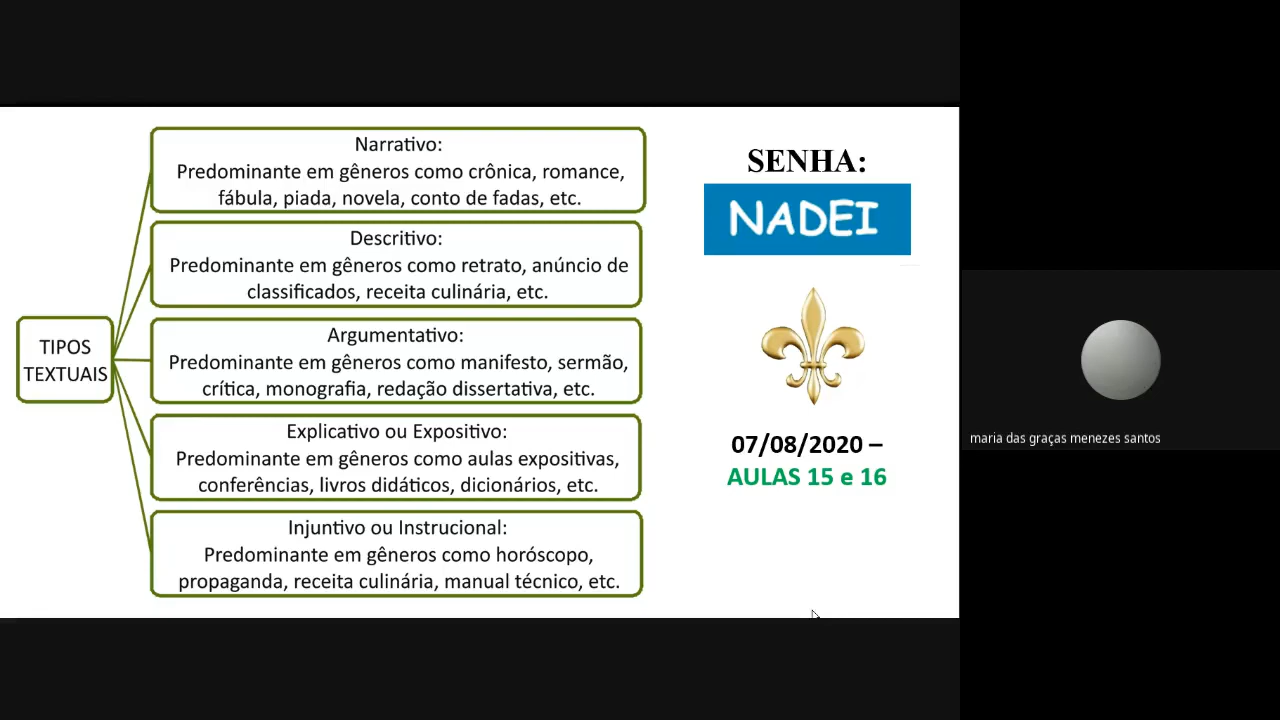 TIPOS
TEXTUAIS
Narrativo:
Predominante em gêneros como crônica, romance,
fábula, piada, novela, conto de fadas, etc.
Descritivo:
Predominante em gêneros como retrato, anúncio de
classificados, receita culinária, etc.
Argumentativo:
Predominante em gêneros como manifesto, sermão,
crítica, monografia, redação dissertativa, etc.
Explicativo ou Expositivo:
Predominante em gêneros como aulas expositivas,
conferências, livros didáticos, dicionários, etc.
Injuntivo ou Instrucional:
Predominante em gêneros como horóscopo,
propaganda, receita culinária, manual técnico, etc.
SENHA:
NADEI
07/08/2020 –
AULAS 15 e 16
maria das graças menezes santos